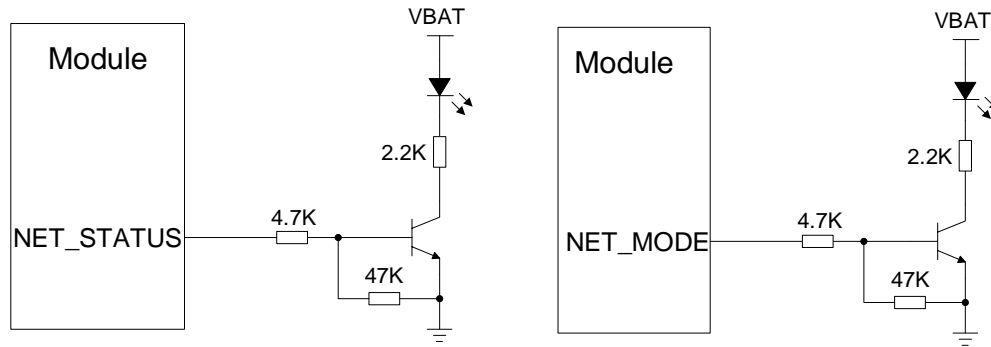 VBAT
Module
2.2K
4.7K
NET_STATUS
47K
VBAT
Module
2.2K
4.7K
NET_MODE
47K